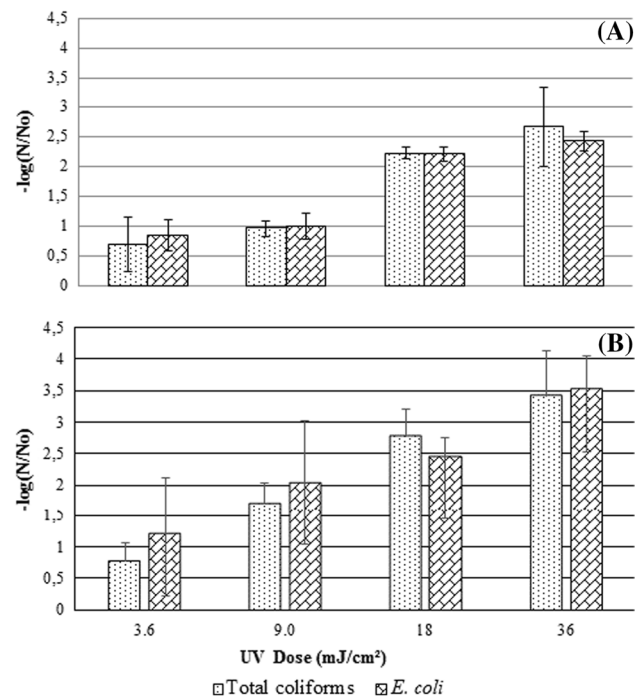 (A)
4,5
4
3,5
3
2,5
2
1,5
1
0,5
0
-log(N/No)
(B)
4,5
4
3,5
3
2,5
2
1,5
1
0,5
0
-log(N/No)
3.6 9.0 18 36
UV Dose (mJ/cm²)
Total coliforms E. coli